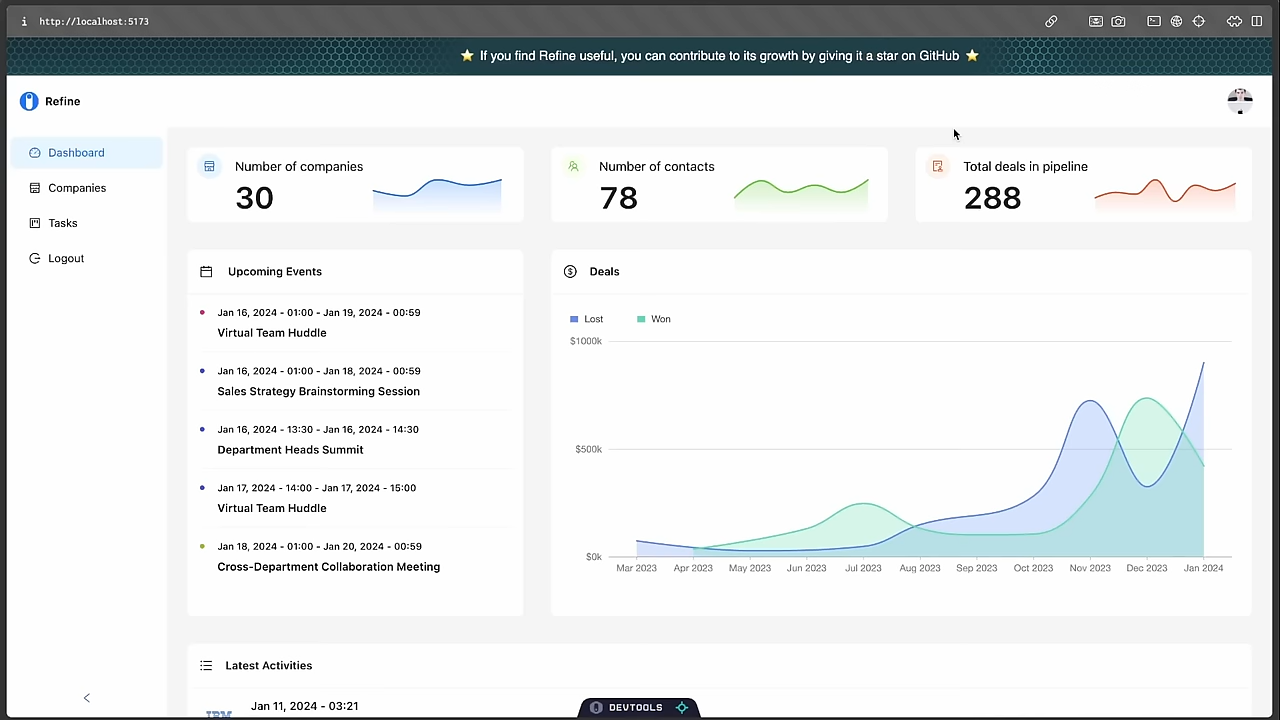 http://localhost:5173
⭐ If you find Refine useful, you can contribute to its growth by giving it a star on GitHub ⭐
Refine
Dashboard
Companies
Tasks
Logout
Number of companies
30
Number of contacts
78
Total deals in pipeline
288
Upcoming Events
Jan 16, 2024 - 01:00 - Jan 19, 2024 - 00:59
Virtual Team Huddle
Jan 16, 2024 - 01:00 - Jan 18, 2024 - 00:59
Sales Strategy Brainstorming Session
Jan 16, 2024 - 13:30 - Jan 16, 2024 - 14:30
Department Heads Summit
Jan 17, 2024 - 14:00 - Jan 17, 2024 - 15:00
Virtual Team Huddle
Jan 18, 2024 - 01:00 - Jan 20, 2024 - 00:59
Cross-Department Collaboration Meeting
Deals
Lost Won
$1000k
$500k
$0k
Mar 2023 Apr 2023 May 2023 Jun 2023 Jul 2023 Aug 2023 Sep 2023 Oct 2023 Nov 2023 Dec 2023 Jan 2024
Latest Activities
IBM
Jan 11, 2024 - 03:21
DEVTOOLS